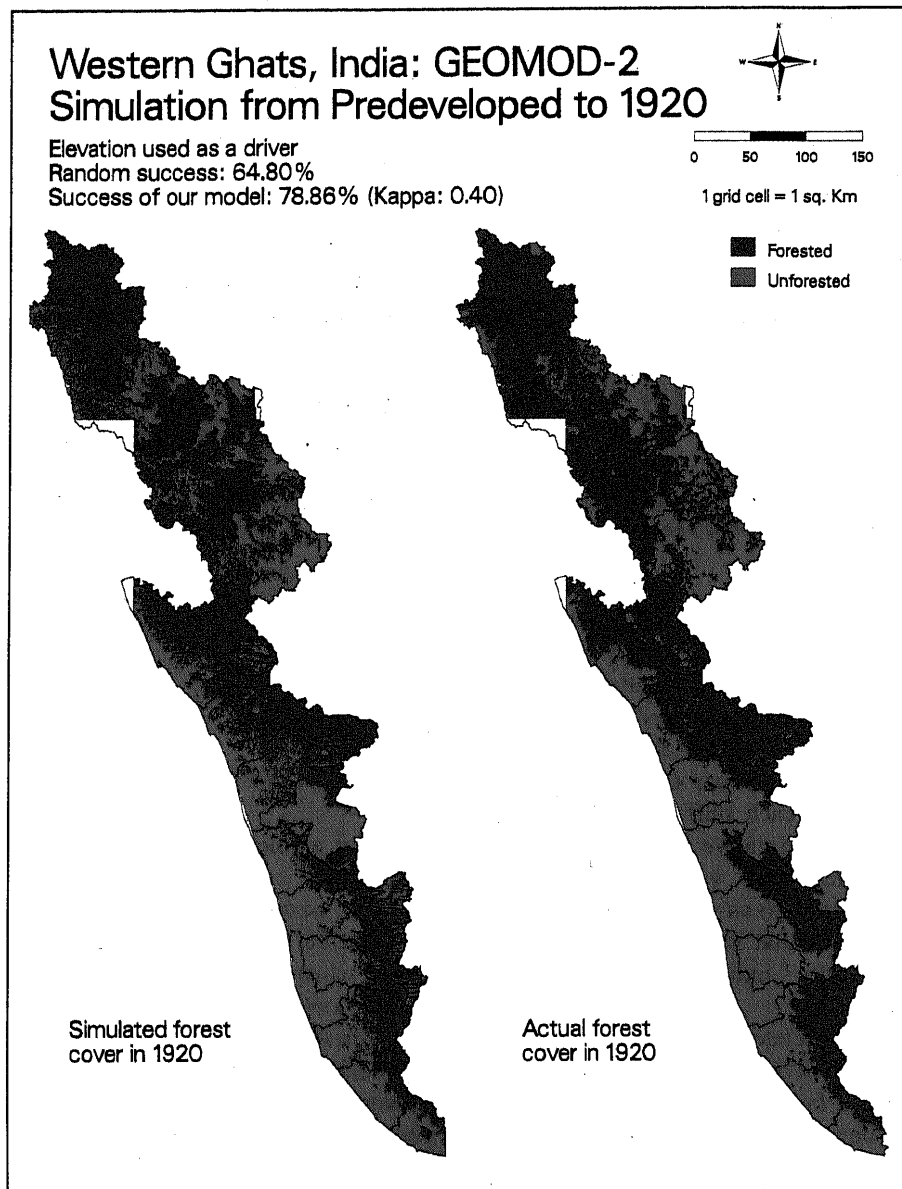 Western Ghats, India: GEOMOD-2
Simulation from Predeveloped to 1920
Elevation used as a driver
Random success: 64.80%
Success of our model: 78.86% (Kappa: 0.40)
N
W E
S
0 50 100 150
1 grid cell = 1 sq. Km
Forested
Unforested
Simulated forest
cover in 1920
Actual forest
cover in 1920